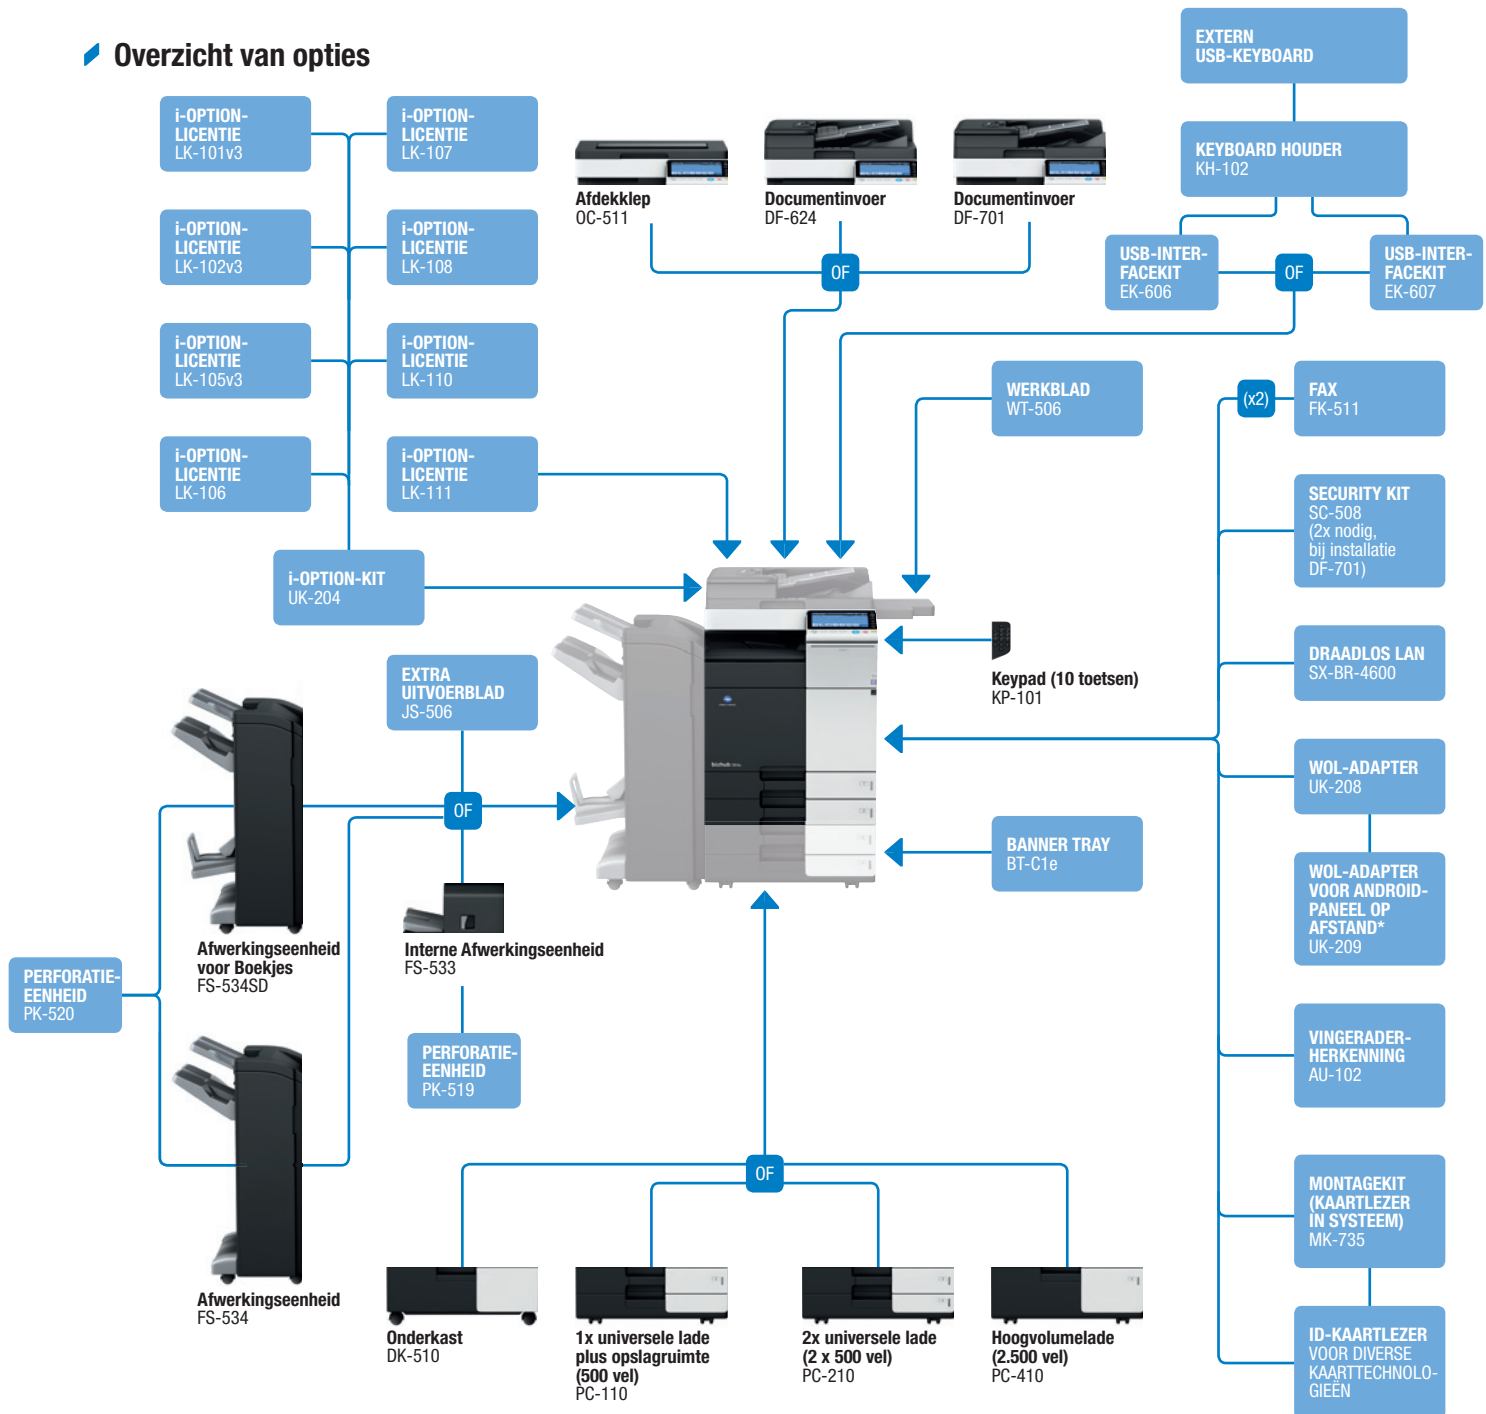 Overzicht van opties
EXTERN
USB-KEYBOARD
i-OPTION-
LICENTIE
LK-101v3
i-OPTION-
LICENTIE
LK-107
KEYBOARD HOUDER
KH-102
Afdekklep
OC-511
Documentinvoer
DF-624
Documentinvoer
DF-701
i-OPTION-
LICENTIE
LK-102v3
i-OPTION-
LICENTIE
LK-108
OF
USB-INTER-
FACEKIT
EK-606
OF
USB-INTER-
FACEKIT
EK-607
i-OPTION-
LICENTIE
LK-105v3
i-OPTION-
LICENTIE
LK-110
WERKBLAD
WT-506
(x2)
FAX
FK-511
i-OPTION-
LICENTIE
LK-106
i-OPTION-
LICENTIE
LK-111
SECURITY KIT
SC-508
(2x nodig,
bij installatie
DF-701)
i-OPTION-KIT
UK-204
DRAADLOS LAN
SX-BR-4600
Keypad (10 toetsen)
KP-101
EXTRA
UITVOERBLAD
JS-506
WOL-ADAPTER
UK-208
bizhub
OF
BANNER TRAY
BT-C1e
WOL-ADAPTER
VOOR ANDROID-
PANEEL OP
AFSTAND*
UK-209
Afwerkingseenheid
voor Boekjes
FS-534SD
Interne Afwerkingseenheid
FS-533
PERFORATIE-
EENHEID
PK-520
PERFORATIE-
EENHEID
PK-519
VINGERADER-
HERKENNING
AU-102
OF
MONTAGEKIT
(KAARTLEZER
IN SYSTEEM)
MK-735
Afwerkingseenheid
FS-534
Onderkast
DK-510
1x universele lade
plus opslagruimte
(500 vel)
PC-110
2x universele lade
(2 x 500 vel)
PC-210
Hoogvolumelade
(2.500 vel)
PC-410
ID-KAARTLEZER
VOOR DIVERSE
KAARTTECHNOLO-
GIEËN